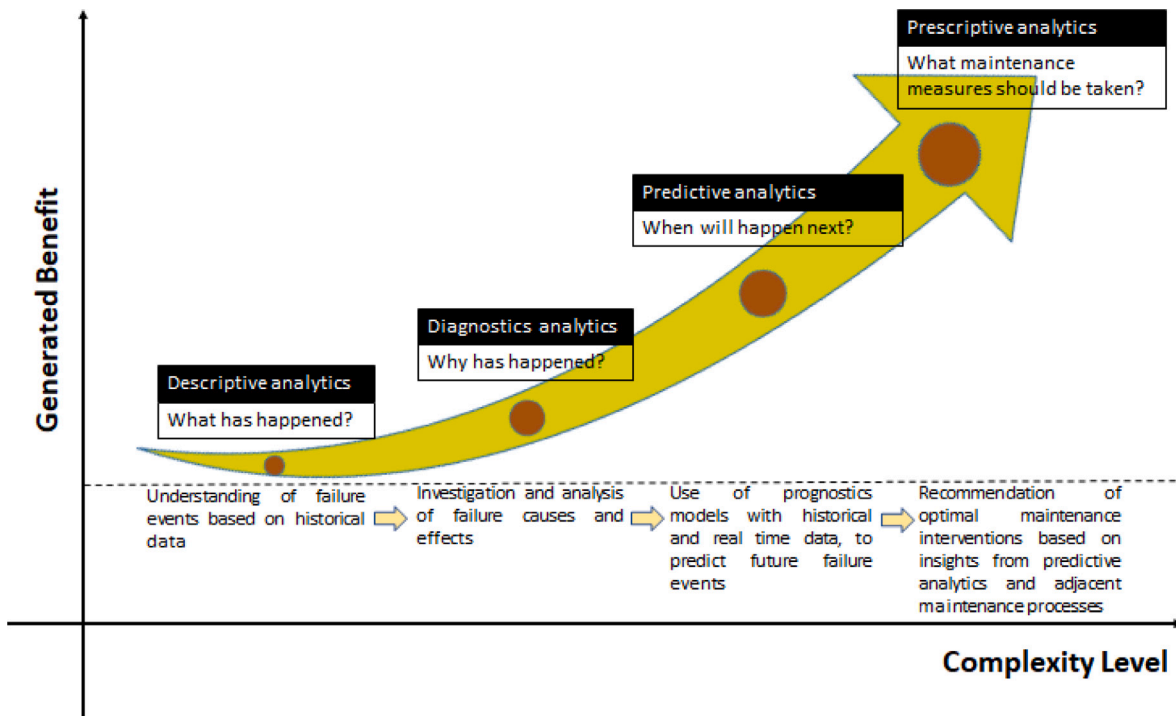 Prescriptive analytics
What maintenance
measures should be taken?
Predictive analytics
When will happen next?
Diagnostics analytics
Why has happened?
Descriptive analytics
What has happened?
Generated Benefit
Understanding of failure
events based on historical
data
Investigation and analysis
of failure causes and
effects
Use of prognostics
models with historical
and real time data, to
predict future failure
events
Recommendation of
optimal maintenance
interventions based on
insights from predictive
analytics and adjacent
maintenance processes
Complexity Level